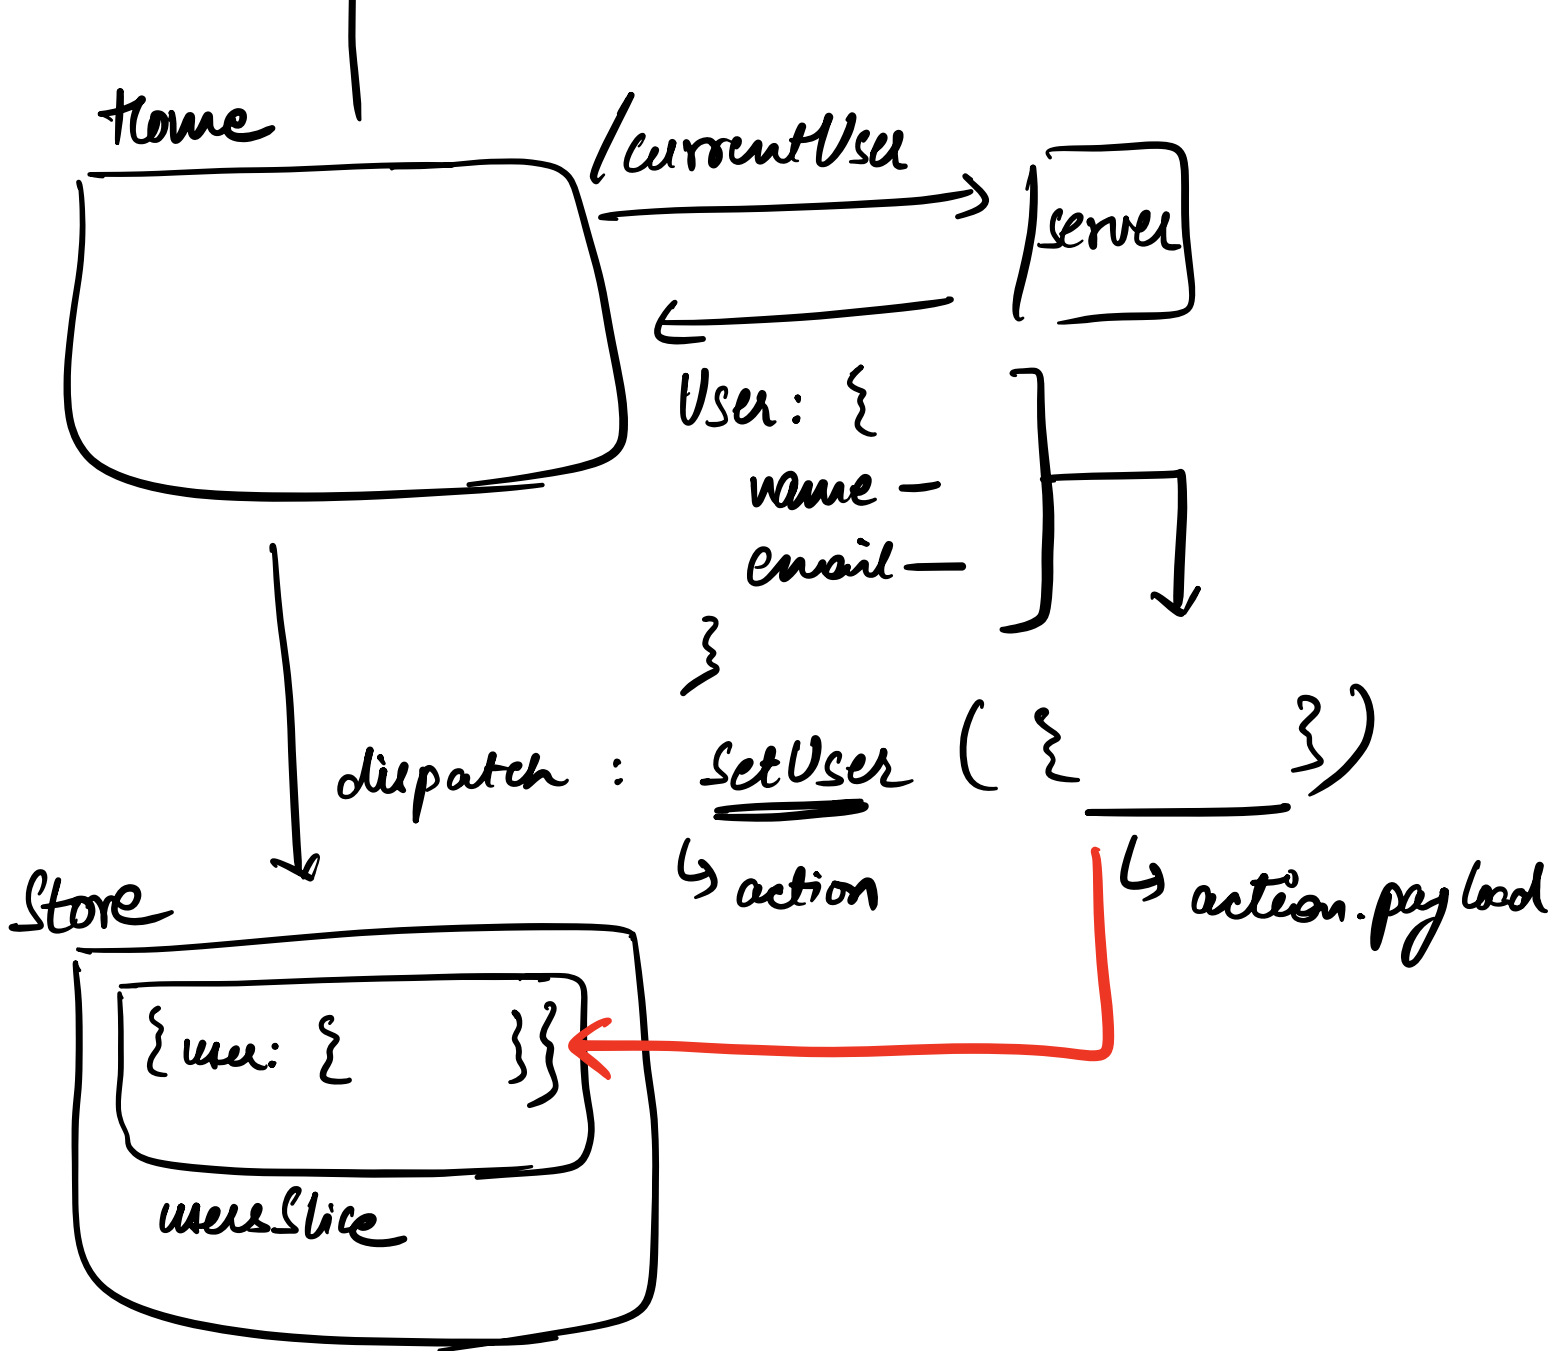 Home
/currentUser
server
User: {
name —
email —
}
dispatch : setUser ( { } )
↳ action
↳ action.payload
Store
{ user: { } }
usersSlice